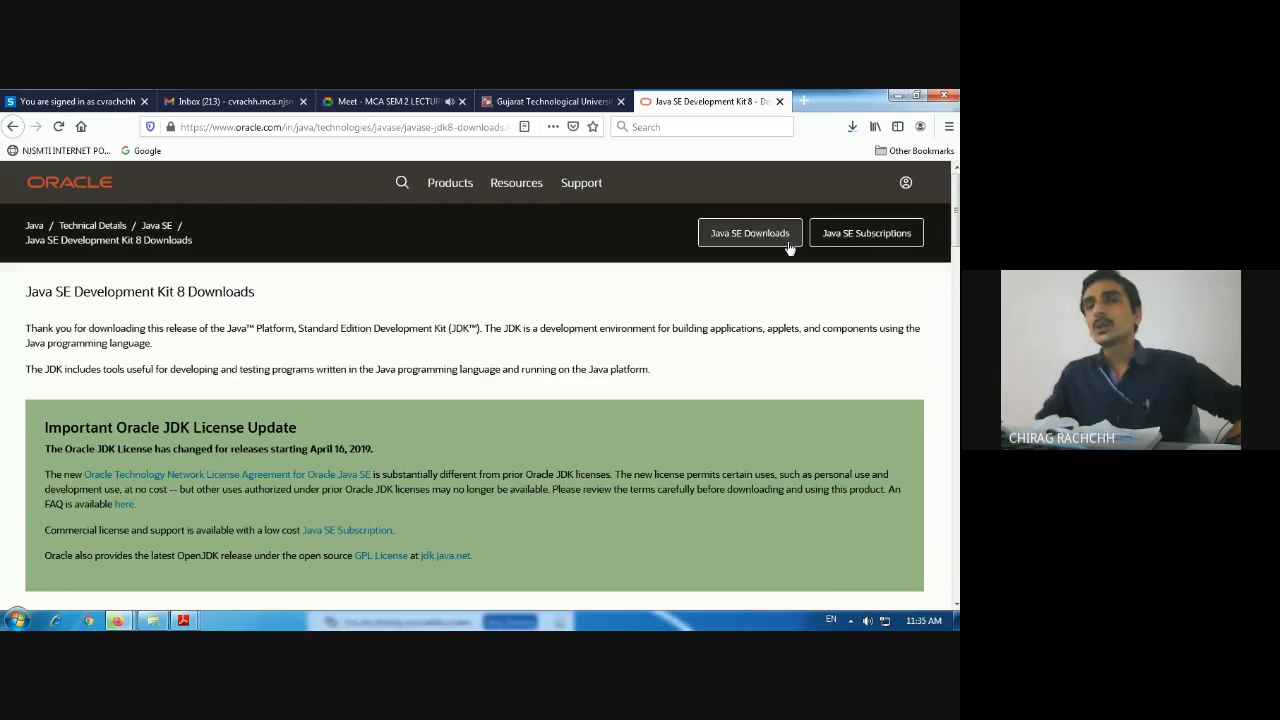 You are signed in as cvrachchh
Inbox (213) - cvrachh.mca.njsm
Meet - MCA SEM 2 LECTUR
Gujarat Technological Universi
Java SE Development Kit 8 - Do
https://www.oracle.com/in/java/technologies/javase/javase-jdk8-downloads.h
Search
NJSMTI INTERNET PO...
Google
Other Bookmarks
ORACLE
Products
Resources
Support
Java / Technical Details / Java SE /
Java SE Development Kit 8 Downloads
Java SE Downloads
Java SE Subscriptions
Java SE Development Kit 8 Downloads
Thank you for downloading this release of the Java™ Platform, Standard Edition Development Kit (JDK™). The JDK is a development environment for building applications, applets, and components using the
Java programming language.
The JDK includes tools useful for developing and testing programs written in the Java programming language and running on the Java platform.
Important Oracle JDK License Update
The Oracle JDK License has changed for releases starting April 16, 2019.
The new Oracle Technology Network License Agreement for Oracle Java SE is substantially different from prior Oracle JDK licenses. The new license permits certain uses, such as personal use and
development use, at no cost -- but other uses authorized under prior Oracle JDK licenses may no longer be available. Please review the terms carefully before downloading and using this product. An
FAQ is available here.
Commercial license and support is available with a low cost Java SE Subscription.
Oracle also provides the latest OpenJDK release under the open source GPL License at jdk.java.net.
EN
11:35 AM
CHIRAG RACHCHH